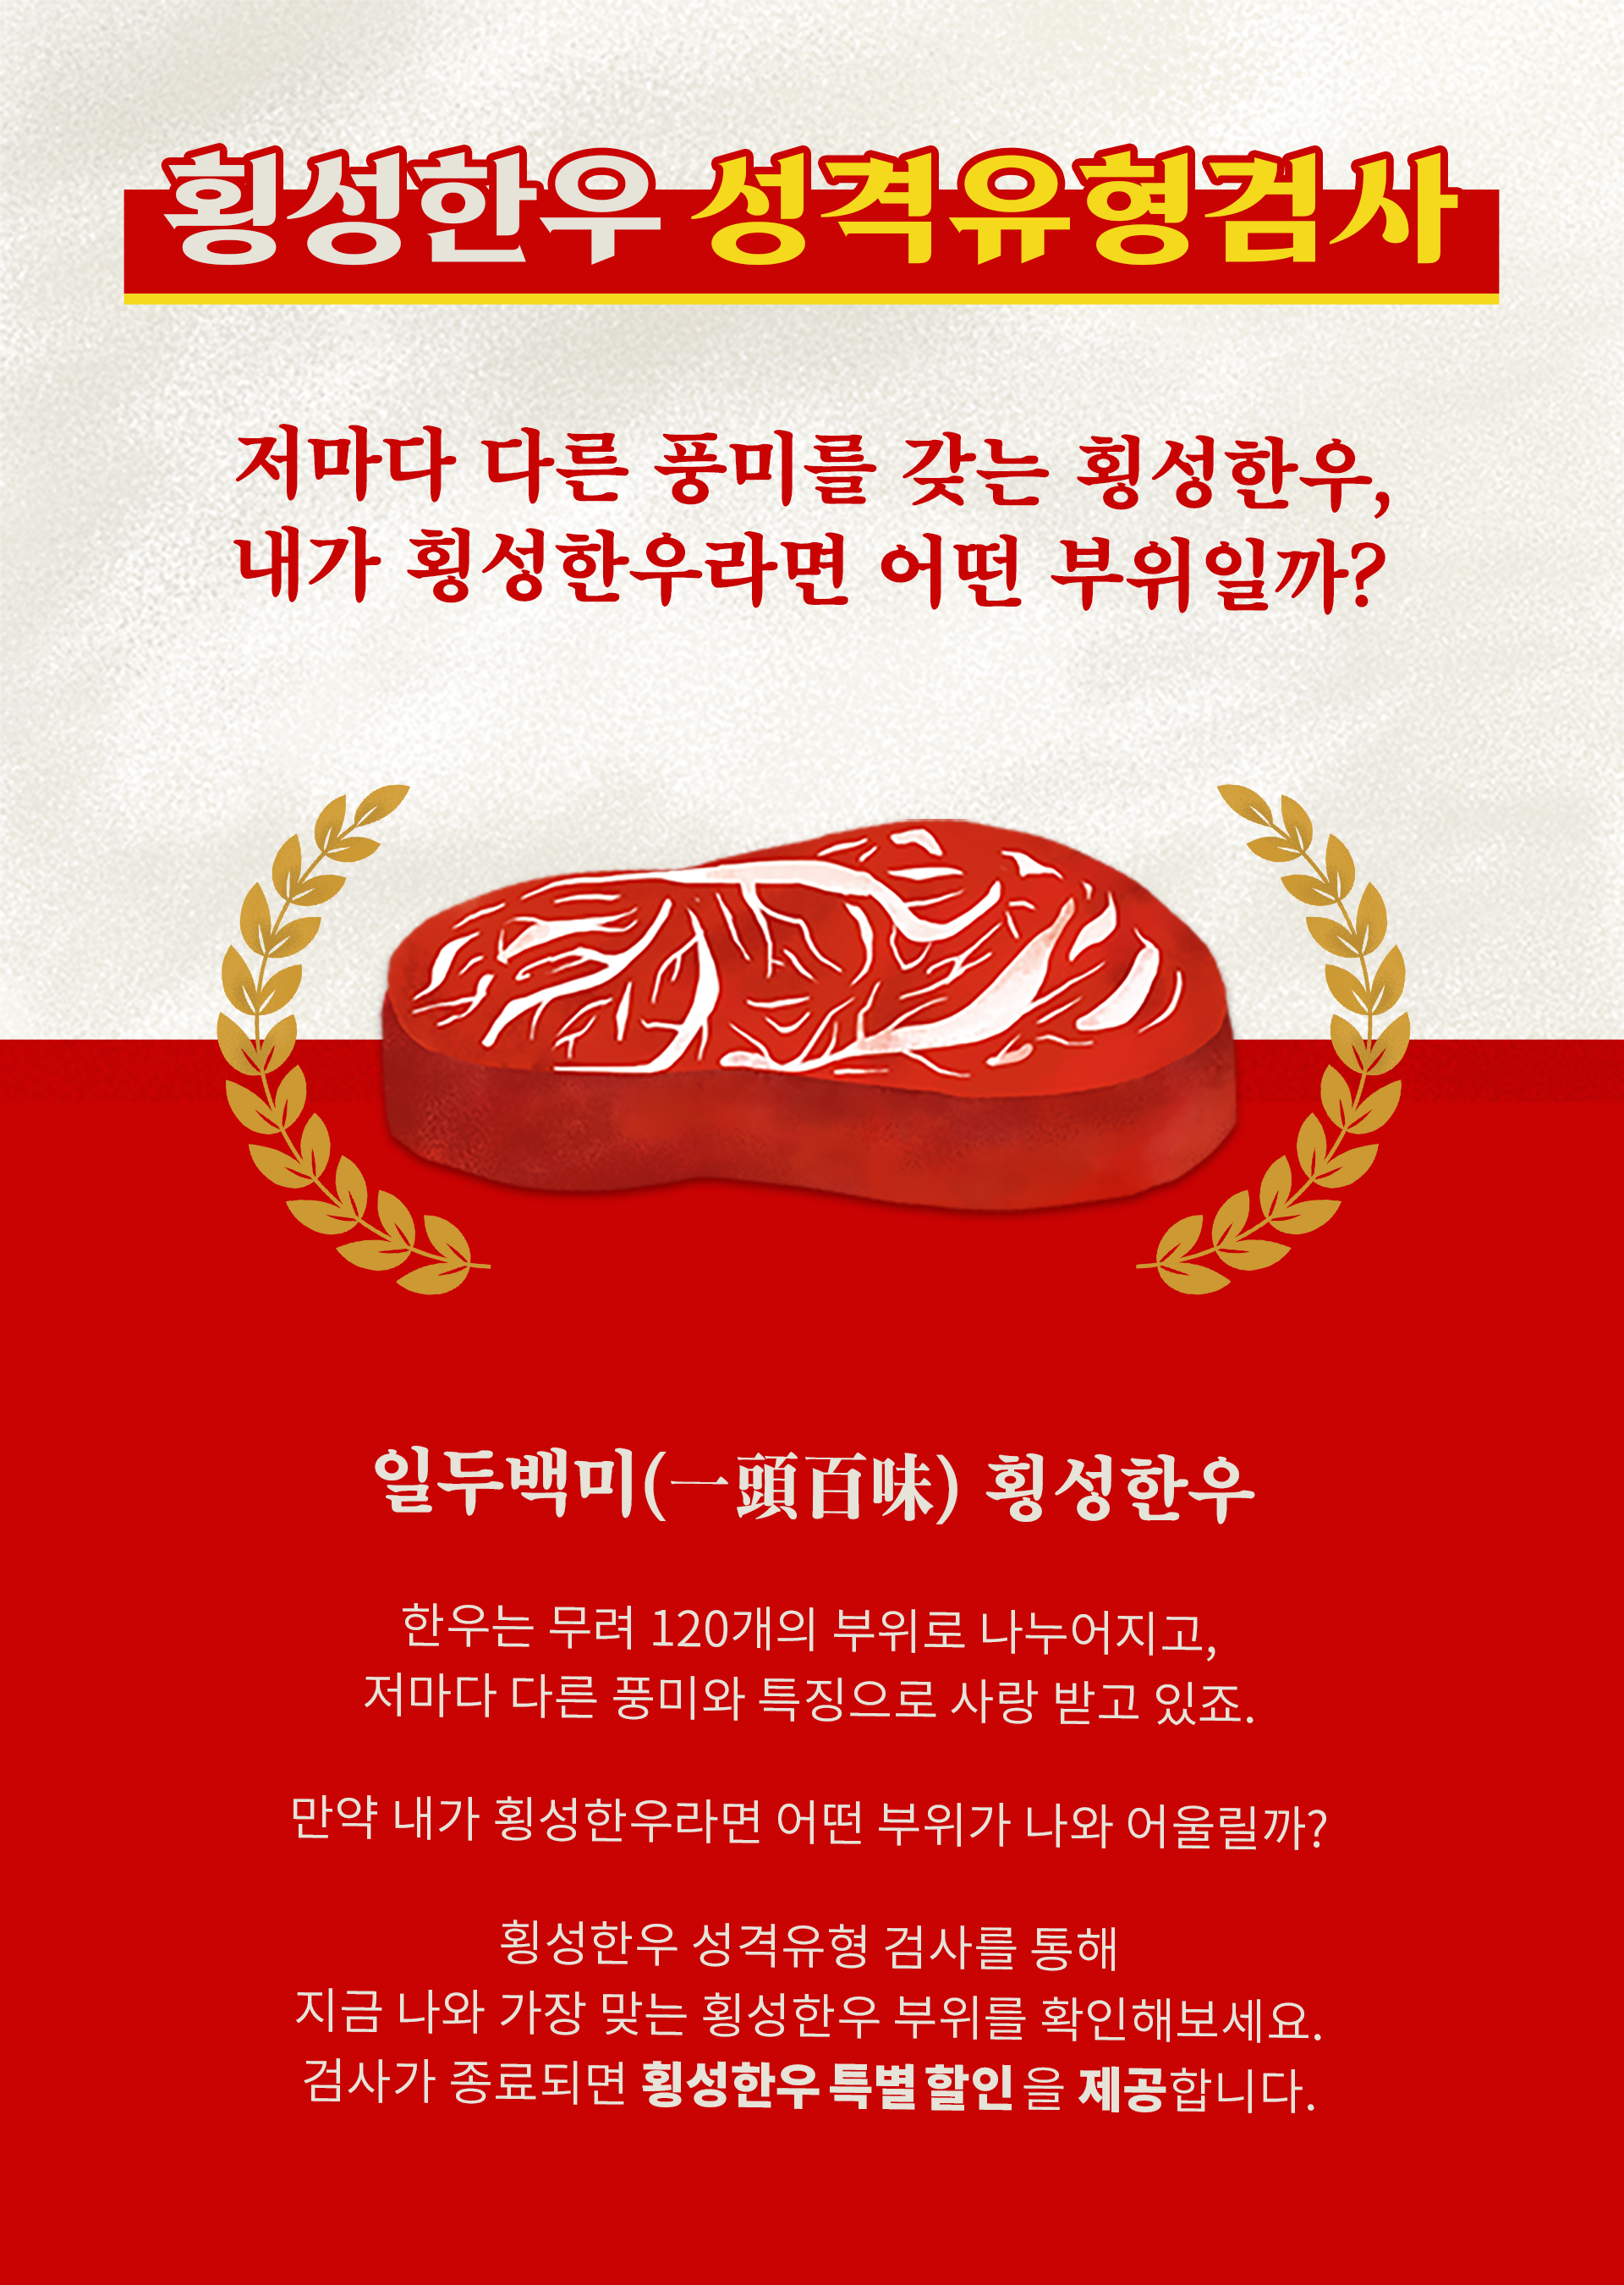 횡성한우 성격유형검사
저마다 다른 풍미를 갖는 횡성한우,
내가 횡성한우라면 어떤 부위일까?
일두백미(一頭百味) 횡성한우
한우는 무려 120개의 부위로 나누어지고,
저마다 다른 풍미와 특징으로 사랑 받고 있죠.
만약 내가 횡성한우라면 어떤 부위가 나와 어울릴까?
횡성한우 성격유형 검사를 통해
지금 나와 가장 맞는 횡성한우 부위를 확인해보세요.
검사가 종료되면 횡성한우 특별 할인 을 제공합니다.